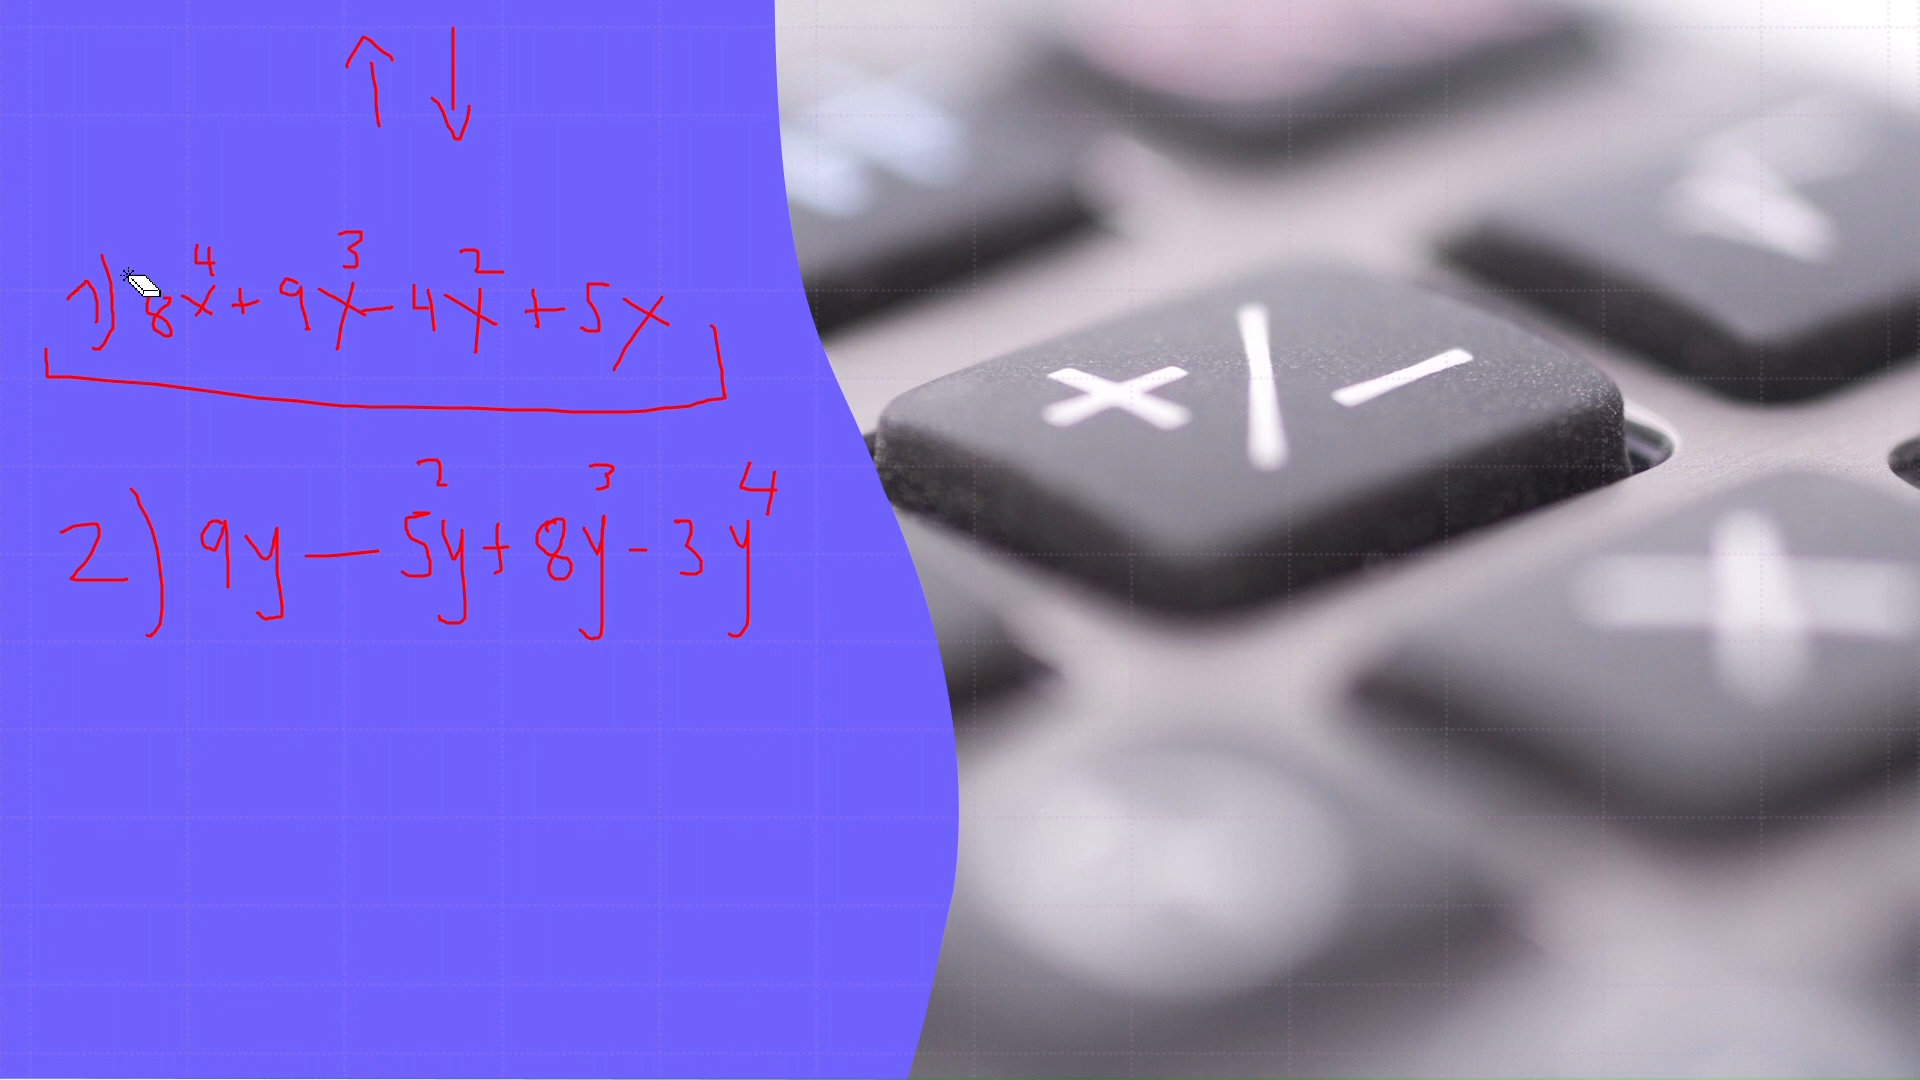 ↑ ↓
1) 8x⁴ + 9x³ - 4x² + 5x
2) 9y - 5y² + 8y³ - 3y⁴
×|-
+